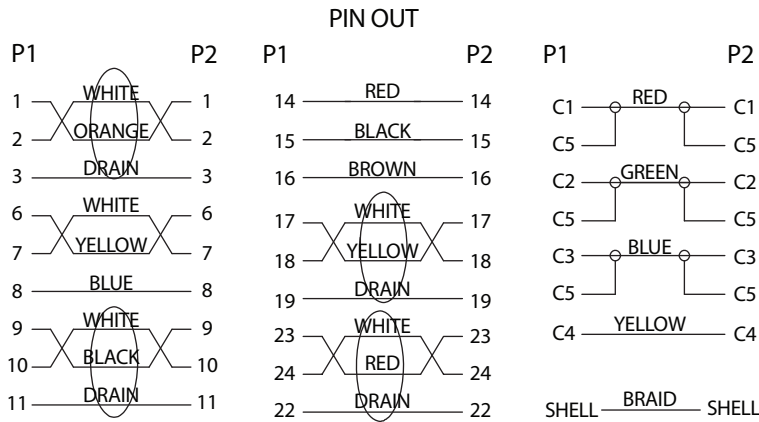 PIN OUT
P1 P2
1 WHITE 1
2 ORANGE 2
3 DRAIN 3
6 WHITE 6
7 YELLOW 7
8 BLUE 8
9 WHITE 9
10 BLACK 10
11 DRAIN 11
P1 P2
14 RED 14
15 BLACK 15
16 BROWN 16
17 WHITE 17
18 YELLOW 18
19 DRAIN 19
23 WHITE 23
24 RED 24
22 DRAIN 22
P1 P2
C1 RED C1
C5 C5
C2 GREEN C2
C5 C5
C3 BLUE C3
C5 C5
C4 YELLOW C4
SHELL BRAID SHELL